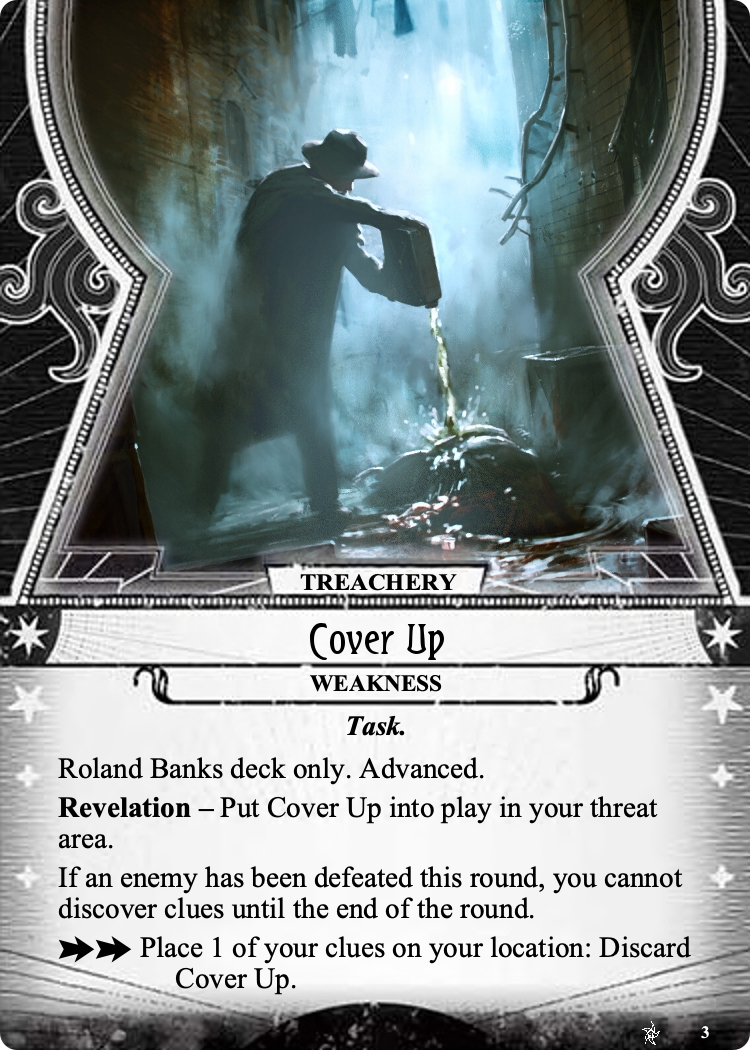 TREACHERY
Cover Up
WEAKNESS
Task.
Roland Banks deck only. Advanced.
Revelation – Put Cover Up into play in your threat
area.
If an enemy has been defeated this round, you cannot
discover clues until the end of the round.
Place 1 of your clues on your location: Discard
Cover Up.
3